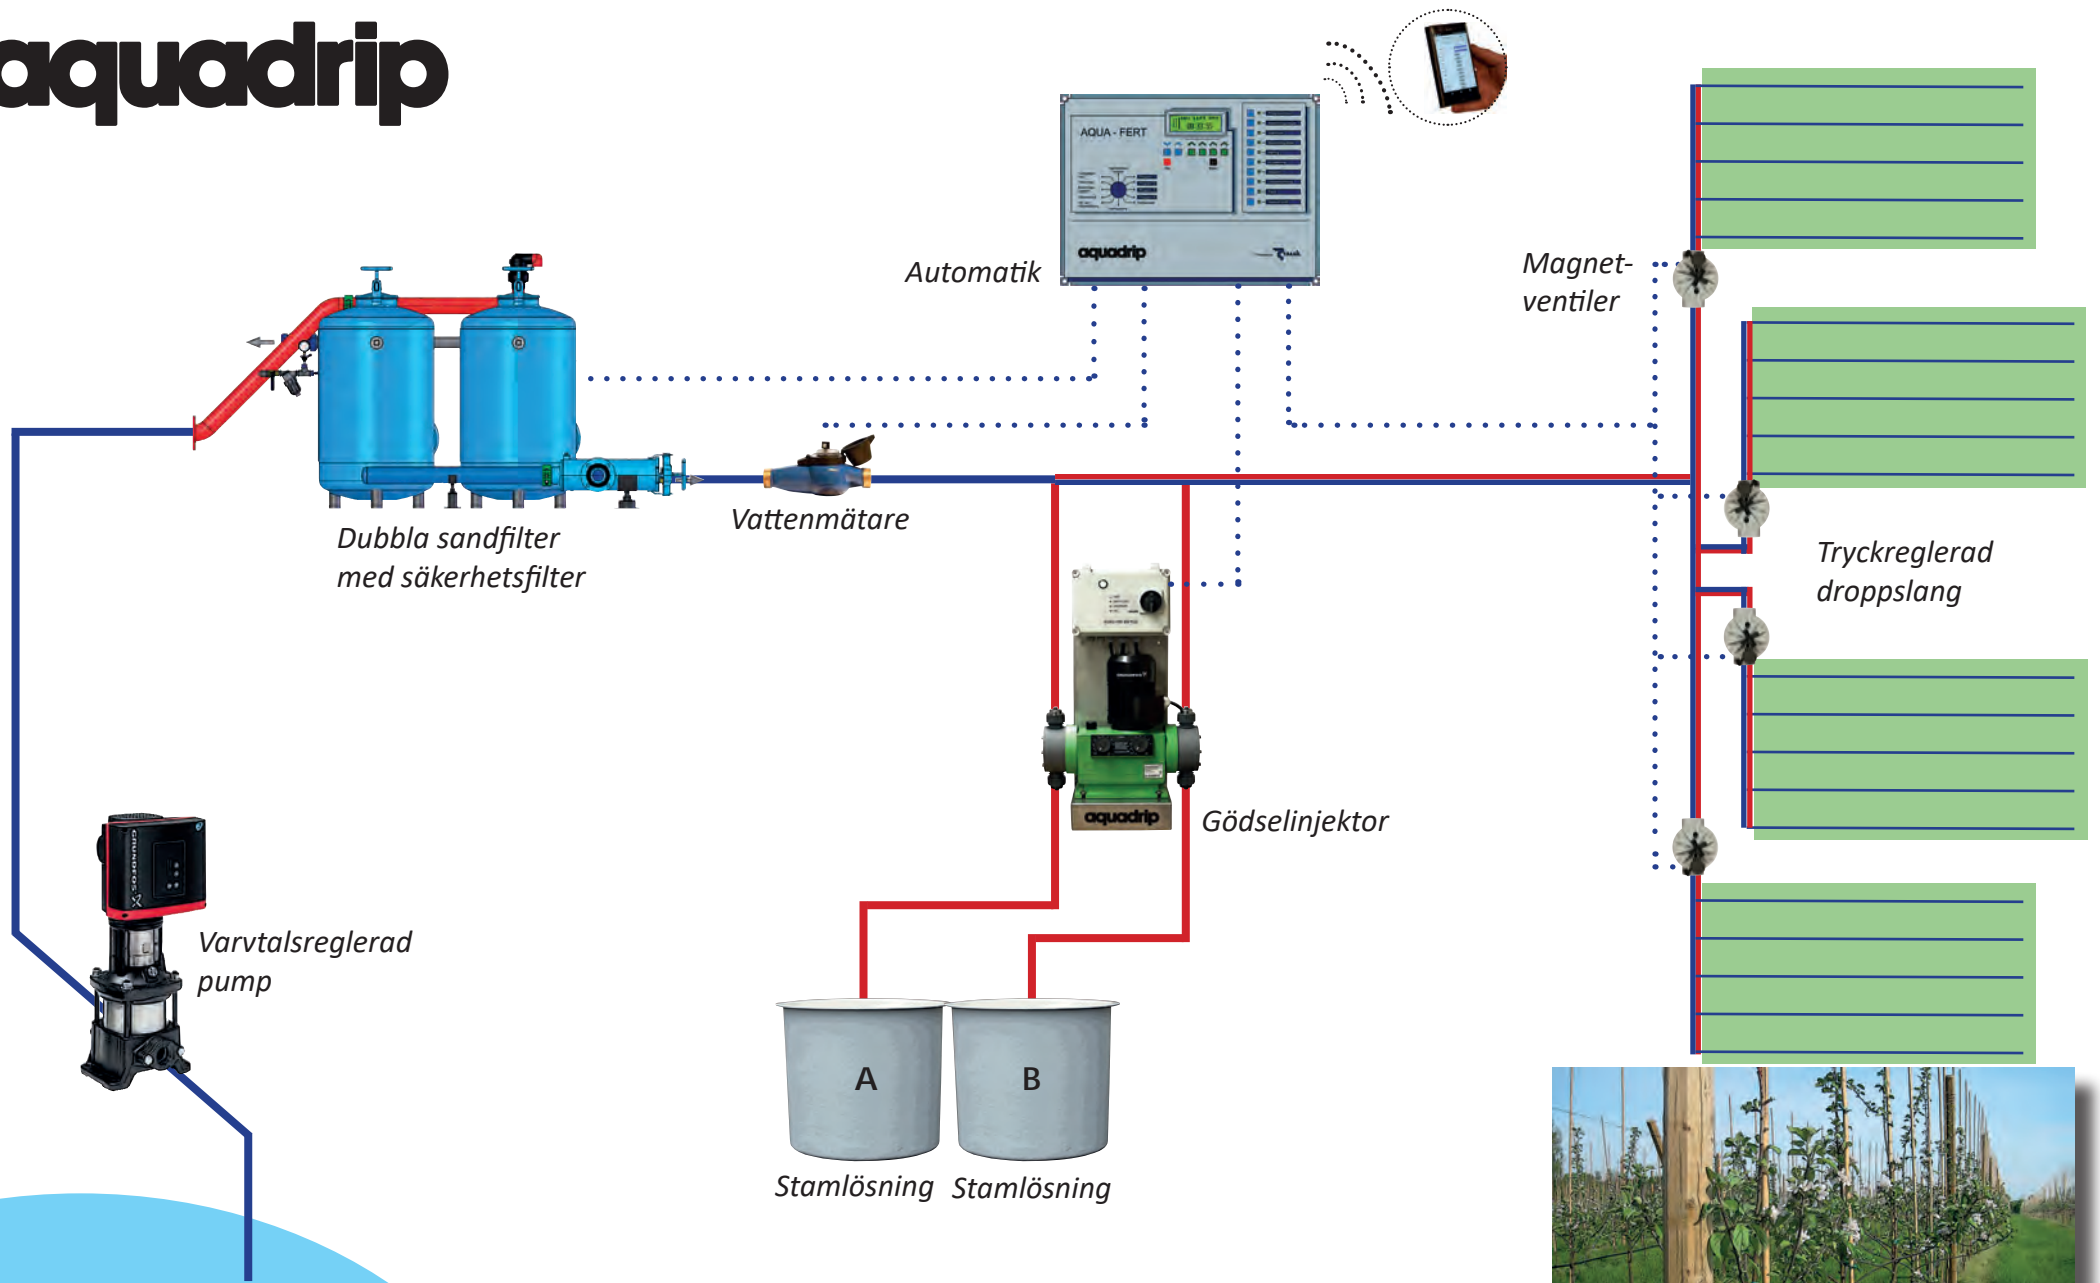 aquadrip
AQUA - FERT
aquadrip
Automatik
Magnet-
ventiler
Dubbla sandfilter
med säkerhetsfilter
Vattenmätare
Tryckreglerad
droppslang
GRUNDFOS
aquadrip
Gödselinjektor
Varvtalsreglerad
pump
A
B
Stamlösning
Stamlösning